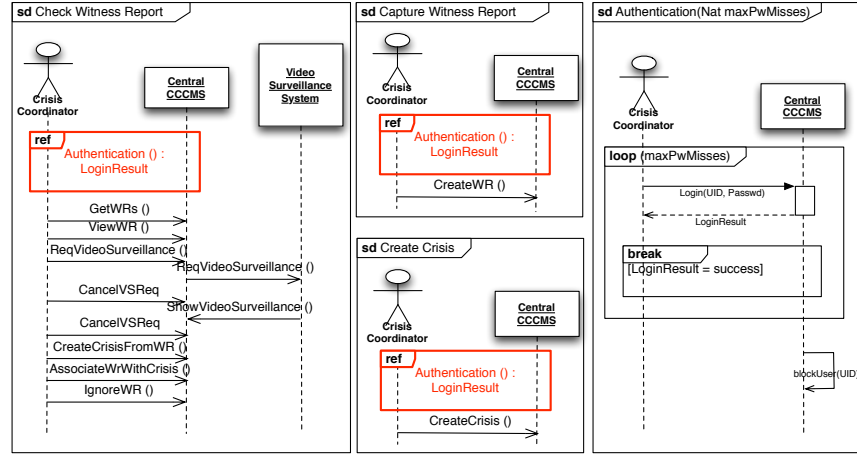 sd Check Witness Report
Crisis
Coordinator
Central
CCCMS
Video
Surveillance
System
ref
Authentication () :
LoginResult
GetWRs ()
ViewWR ()
ReqVideoSurveillance ()
ReqVideoSurveillance ()
CancelVSReq
ShowVideoSurveillance ()
CancelVSReq
CreateCrisisFromWR ()
AssociateWrWithCrisis ()
IgnoreWR ()
sd Capture Witness Report
Crisis
Coordinator
Central
CCCMS
ref
Authentication () :
LoginResult
CreateWR ()
sd Create Crisis
Crisis
Coordinator
Central
CCCMS
ref
Authentication () :
LoginResult
CreateCrisis ()
sd Authentication(Nat maxPwMisses)
Crisis
Coordinator
Central
CCCMS
loop (maxPwMisses)
Login(UID, Passwd)
LoginResult
break
[LoginResult = success]
blockUser(UID)